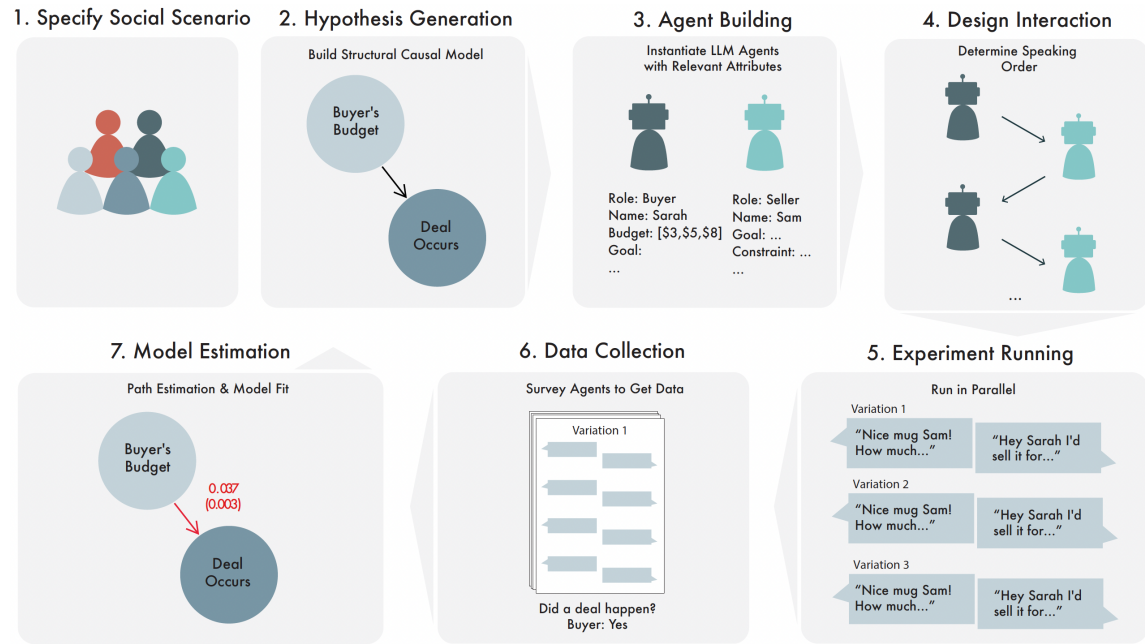 1. Specify Social Scenario
2. Hypothesis Generation
Build Structural Causal Model
Buyer's
Budget
Deal
Occurs
3. Agent Building
Instantiate LLM Agents
with Relevant Attributes
Role: Buyer
Name: Sarah
Budget: [$3,$5,$8]
Goal:
...
Role: Seller
Name: Sam
Goal: ...
Constraint: ...
...
4. Design Interaction
Determine Speaking
Order
...
5. Experiment Running
Run in Parallel
Variation 1
“Nice mug Sam!
How much...”
“Hey Sarah I'd
sell it for...”
Variation 2
“Nice mug Sam!
How much...”
“Hey Sarah I'd
sell it for...”
Variation 3
“Nice mug Sam!
How much...”
“Hey Sarah I'd
sell it for...”
6. Data Collection
Survey Agents to Get Data
Variation 1
Did a deal happen?
Buyer: Yes
7. Model Estimation
Path Estimation & Model Fit
Buyer's
Budget
0.037
(0.003)
Deal
Occurs